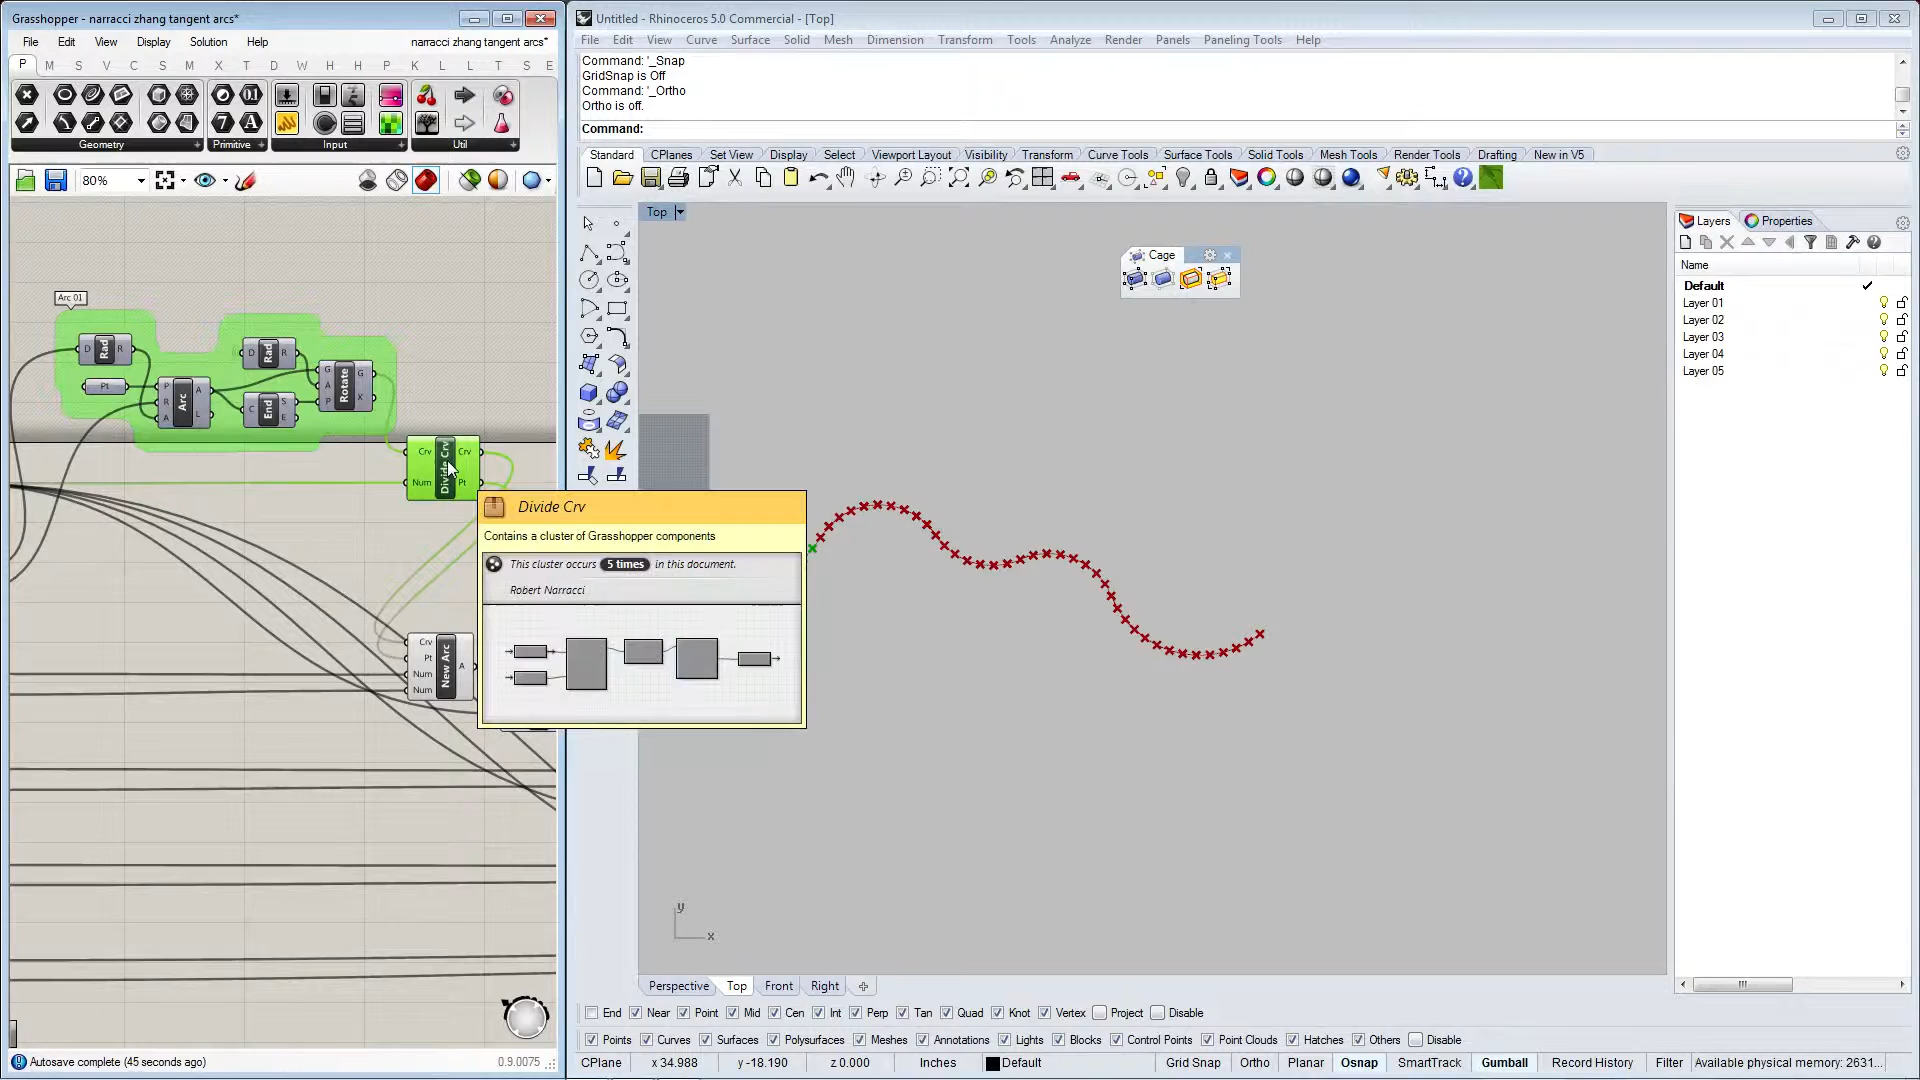 Grasshopper - narracci zhang tangent arcs*
File Edit View Display Solution Help
narracci zhang tangent arcs*
P M S V C S M X T D W H P K L L T S E
Geometry
Primitive
Input
Util
80%
Arc 01
D Rad R
Pt
P R A Arc A L
D Rad R
C End S E
G A P Rotate G X
Crv Num Divide Crv Crv Pt
Crv Pt Num Num New Arc A
Divide Crv
Contains a cluster of Grasshopper components
This cluster occurs 5 times in this document.
Robert Narracci
Autosave complete (45 seconds ago)
0.9.0075
Untitled - Rhinoceros 5.0 Commercial - [Top]
File Edit View Curve Surface Solid Mesh Dimension Transform Tools Analyze Render Panels Paneling Tools Help
Command: '_Snap
GridSnap is Off
Command: '_Ortho
Ortho is off.
Command:
Standard CPlanes Set View Display Select Viewport Layout Visibility Transform Curve Tools Surface Tools Solid Tools Mesh Tools Render Tools Drafting New in V5
Top
Cage
y
x
Layers Properties
Name
Default
Layer 01
Layer 02
Layer 03
Layer 04
Layer 05
Perspective Top Front Right
End Near Point Mid Cen Int Perp Tan Quad Knot Vertex Project Disable
Points Curves Surfaces Polysurfaces Meshes Annotations Lights Blocks Control Points Point Clouds Hatches Others Disable
CPlane x 34.988 y -18.190 z 0.000 Inches Default Grid Snap Ortho Planar Osnap SmartTrack Gumball Record History Filter Available physical memory: 2631...